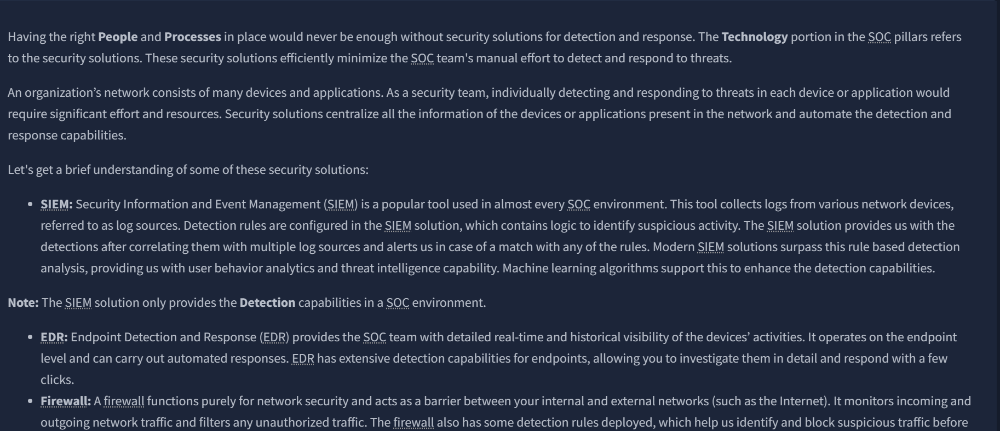 Having the right People and Processes in place would never be enough without security solutions for detection and response. The Technology portion in the SOC pillars refers
to the security solutions. These security solutions efficiently minimize the SOC team's manual effort to detect and respond to threats.
An organization’s network consists of many devices and applications. As a security team, individually detecting and responding to threats in each device or application would
require significant effort and resources. Security solutions centralize all the information of the devices or applications present in the network and automate the detection and
response capabilities.
Let's get a brief understanding of some of these security solutions:
• SIEM: Security Information and Event Management (SIEM) is a popular tool used in almost every SOC environment. This tool collects logs from various network devices,
referred to as log sources. Detection rules are configured in the SIEM solution, which contains logic to identify suspicious activity. The SIEM solution provides us with the
detections after correlating them with multiple log sources and alerts us in case of a match with any of the rules. Modern SIEM solutions surpass this rule based detection
analysis, providing us with user behavior analytics and threat intelligence capability. Machine learning algorithms support this to enhance the detection capabilities.
Note: The SIEM solution only provides the Detection capabilities in a SOC environment.
• EDR: Endpoint Detection and Response (EDR) provides the SOC team with detailed real-time and historical visibility of the devices’ activities. It operates on the endpoint
level and can carry out automated responses. EDR has extensive detection capabilities for endpoints, allowing you to investigate them in detail and respond with a few
clicks.
• Firewall: A firewall functions purely for network security and acts as a barrier between your internal and external networks (such as the Internet). It monitors incoming and
outgoing network traffic and filters any unauthorized traffic. The firewall also has some detection rules deployed, which help us identify and block suspicious traffic before